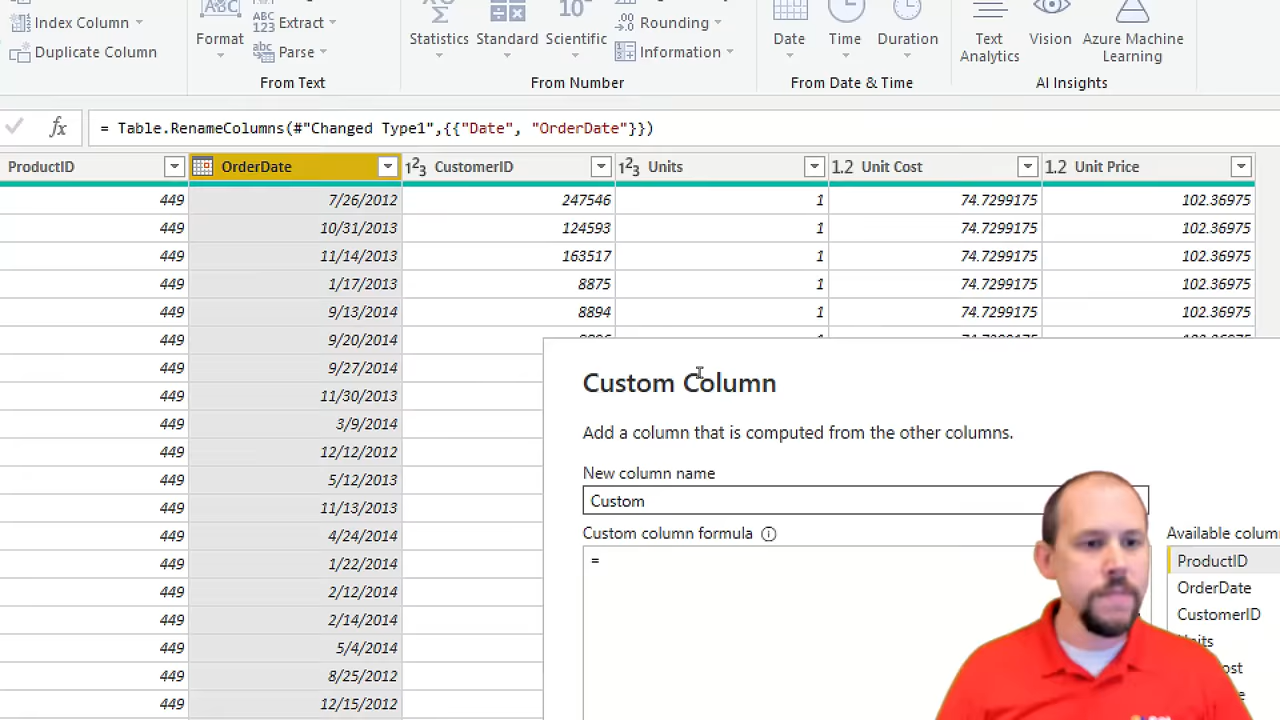 Index Column
Extract
Duplicate Column
Format
Parse
From Text
Statistics
Standard
Scientific
Rounding
Information
From Number
Date
Time
Duration
From Date & Time
Text Analytics
Vision
Azure Machine Learning
AI Insights
fx = Table.RenameColumns(#"Changed Type1",{{"Date", "OrderDate"}})
ProductID OrderDate 1²3 CustomerID 1²3 Units 1.2 Unit Cost 1.2 Unit Price
449 7/26/2012 247546 1 74.7299175 102.36975
449 10/31/2013 124593 1 74.7299175 102.36975
449 11/14/2013 163517 1 74.7299175 102.36975
449 1/17/2013 8875 1 74.7299175 102.36975
449 9/13/2014 8894 1 74.7299175 102.36975
449 9/20/2014
449 9/27/2014
449 11/30/2013
449 3/9/2014
449 12/12/2012
449 5/12/2013
449 11/13/2013
449 4/24/2014
449 1/22/2014
449 2/12/2014
449 2/14/2014
449 5/4/2014
449 8/25/2012
449 12/15/2012
Custom Column
Add a column that is computed from the other columns.
New column name
Custom
Custom column formula
=
Available colum
ProductID
OrderDate
CustomerID